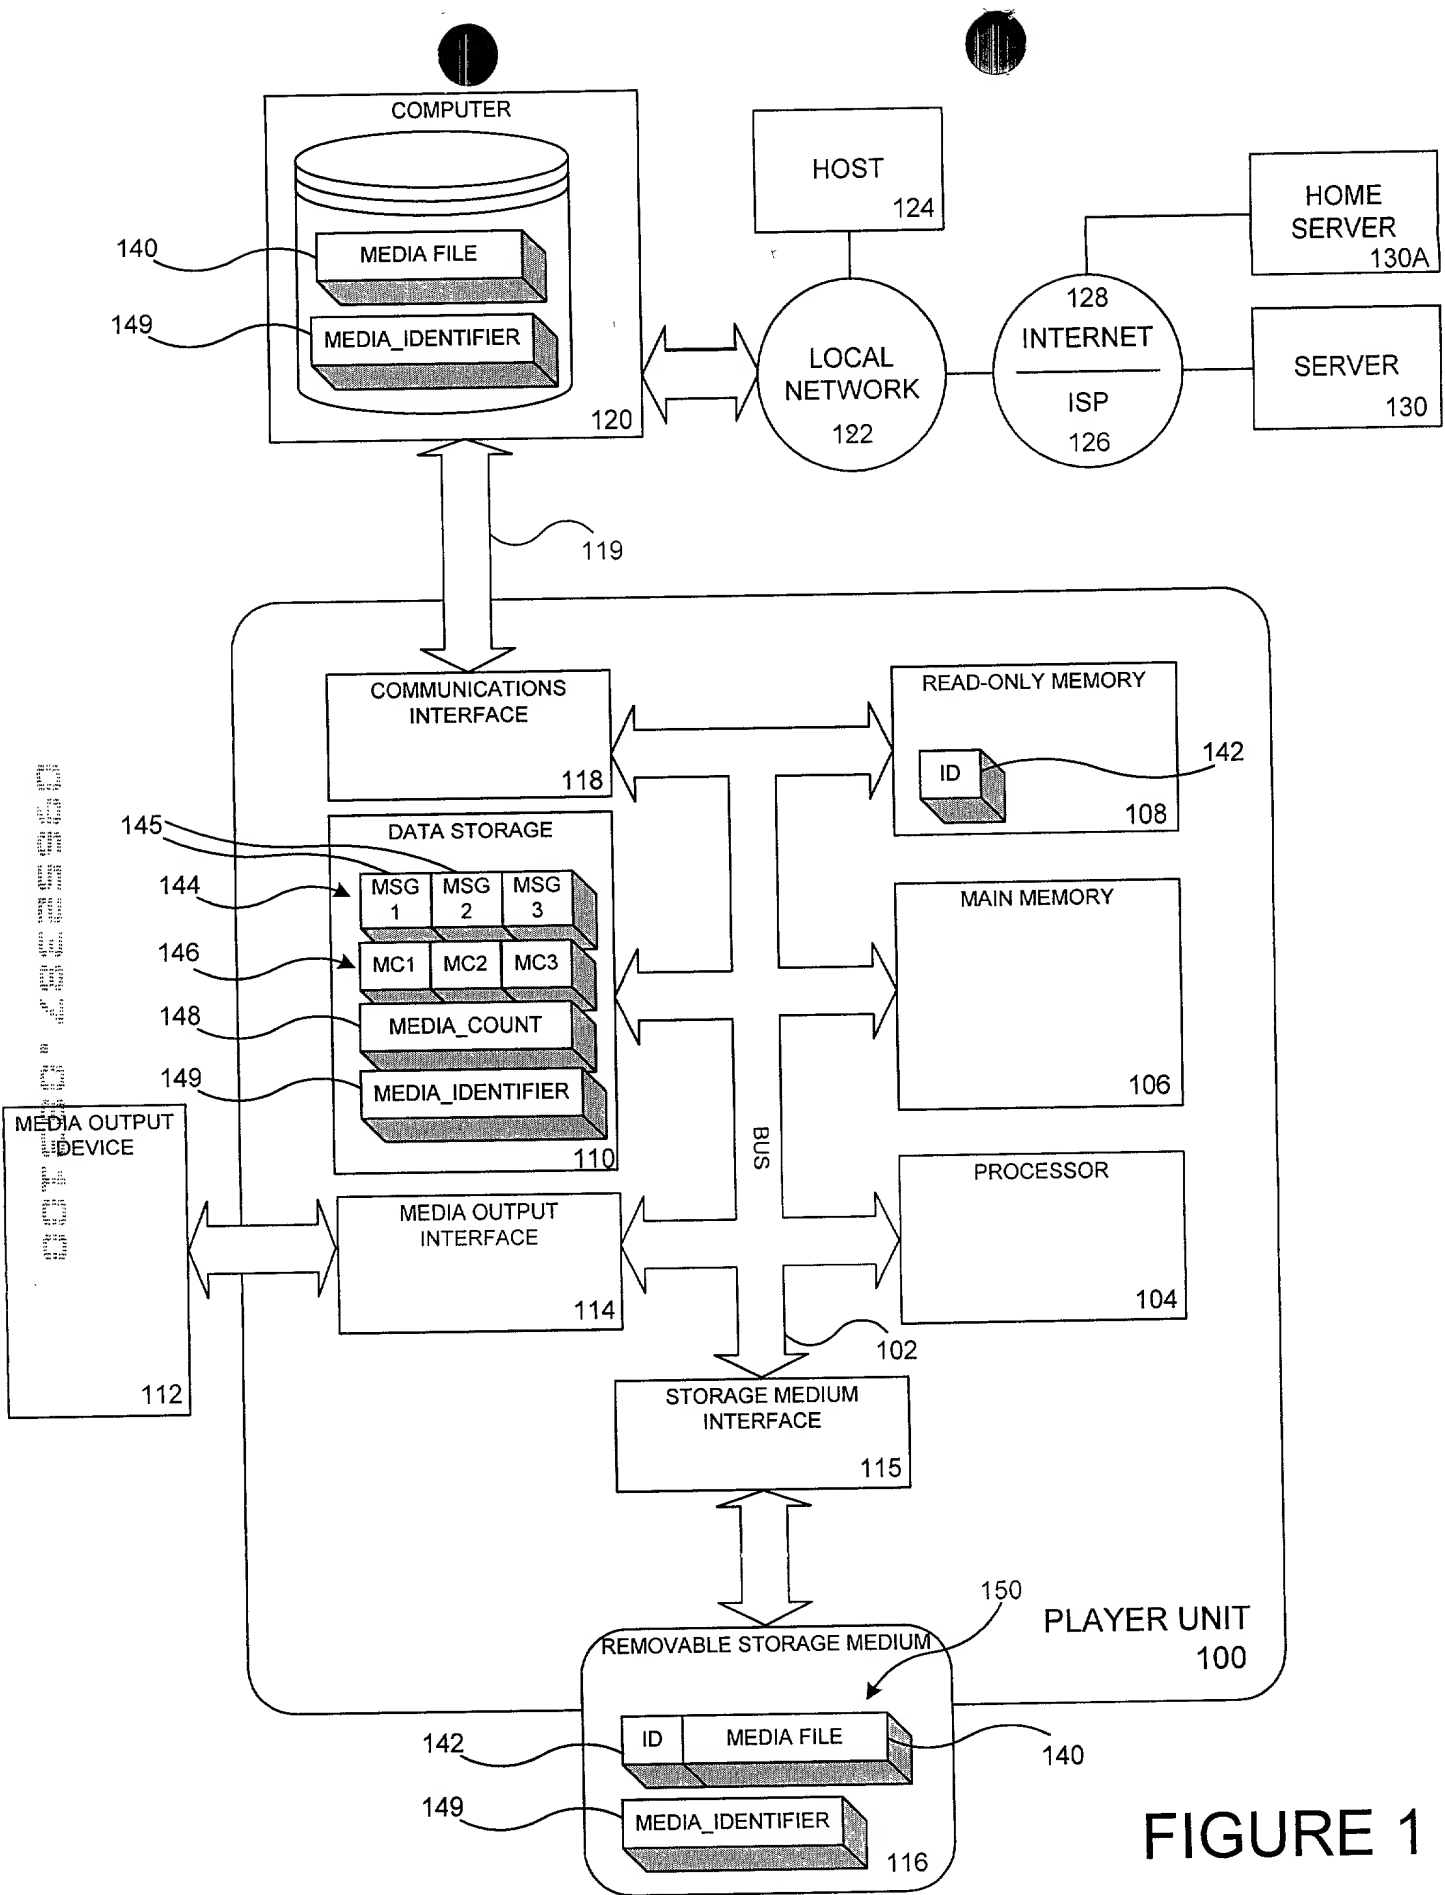 COMPUTER
140
MEDIA FILE
149
MEDIA_IDENTIFIER
120
HOST
124
LOCAL
NETWORK
122
128
INTERNET
ISP
126
HOME
SERVER
130A
SERVER
130
119
COMMUNICATIONS
INTERFACE
118
READ-ONLY MEMORY
ID
142
108
DATA STORAGE
145
144
MSG
1
MSG
2
MSG
3
146
MC1
MC2
MC3
148
MEDIA_COUNT
149
MEDIA_IDENTIFIER
110
MAIN MEMORY
106
BUS
MEDIA OUTPUT
DEVICE
112
MEDIA OUTPUT
INTERFACE
114
PROCESSOR
104
102
STORAGE MEDIUM
INTERFACE
115
150
PLAYER UNIT
100
REMOVABLE STORAGE MEDIUM
142
ID
MEDIA FILE
140
149
MEDIA_IDENTIFIER
116
FIGURE 1